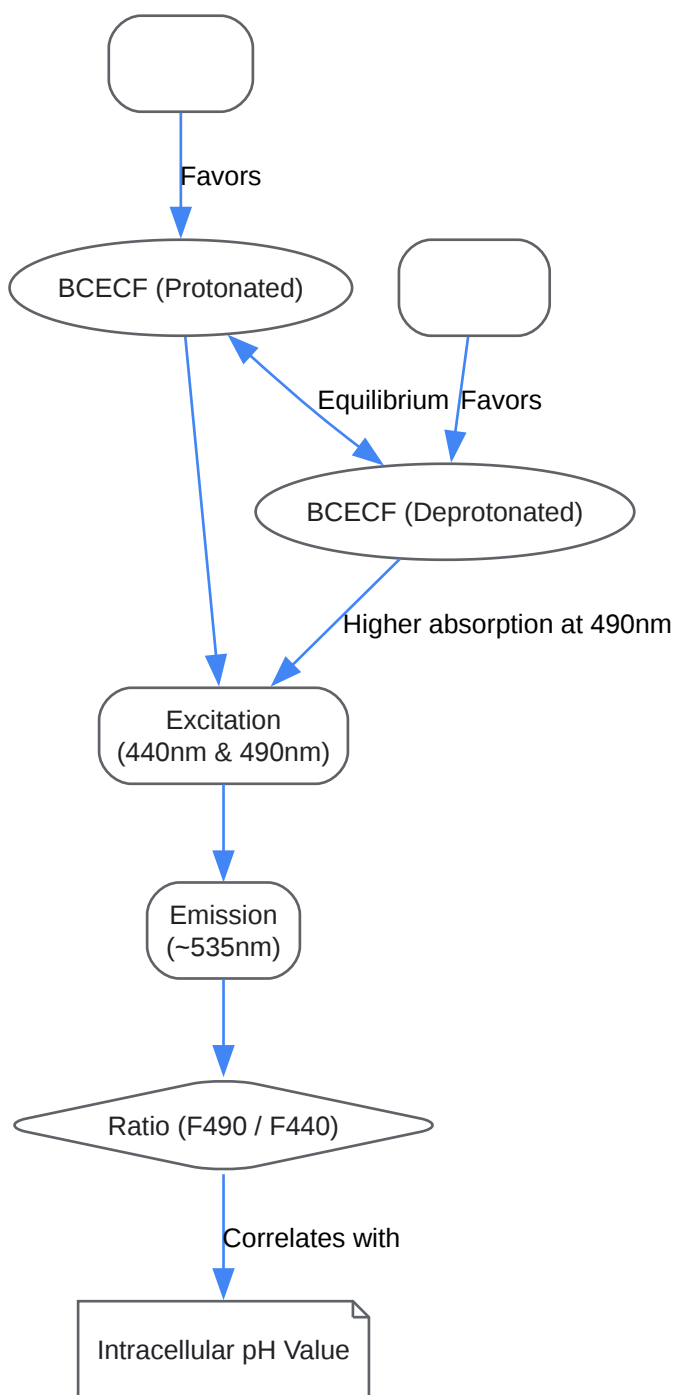 Favors
BCECF (Protonated)
Equilibrium
Favors
BCECF (Deprotonated)
Higher absorption at 490nm
Excitation
(440nm & 490nm)
Emission
(~535nm)
Ratio (F490 / F440)
Correlates with
Intracellular pH Value